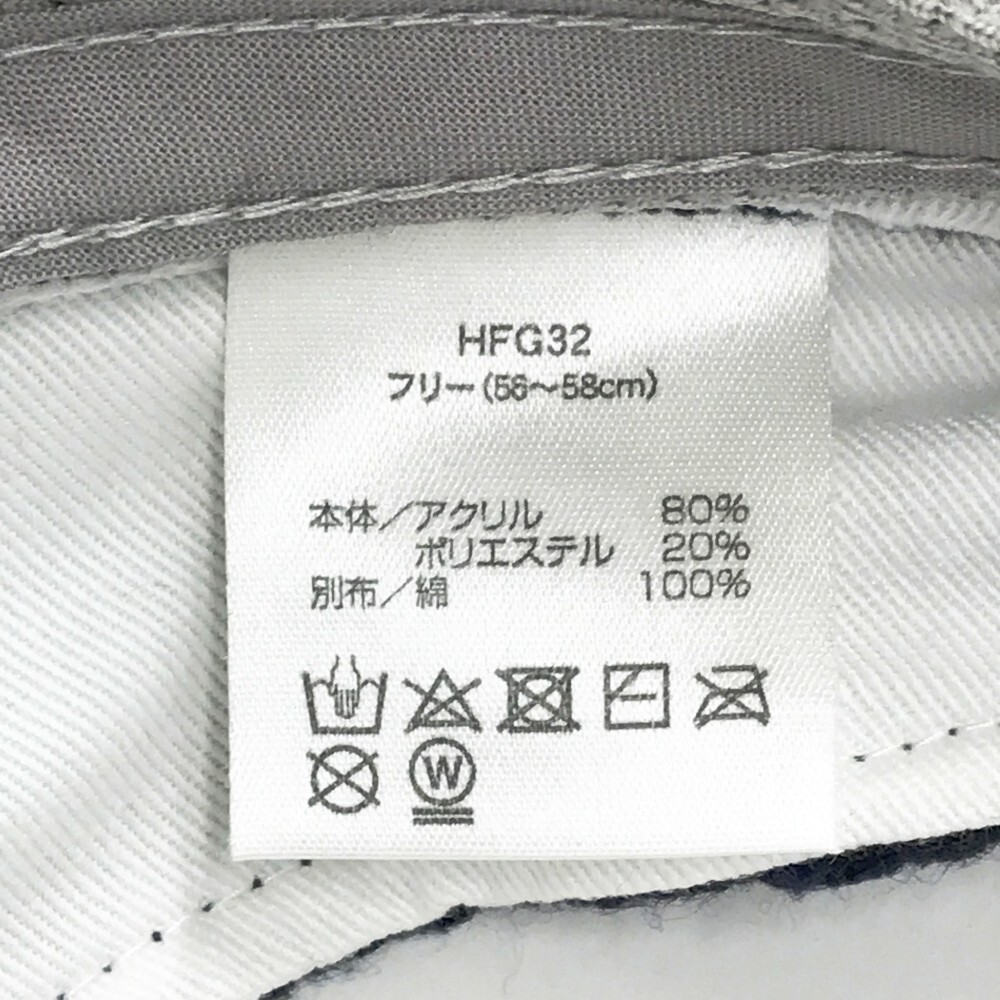 HFG32
フリー(56～58cm)
本体／アクリル 80%
ポリエステル 20%
別布／綿 100%
W